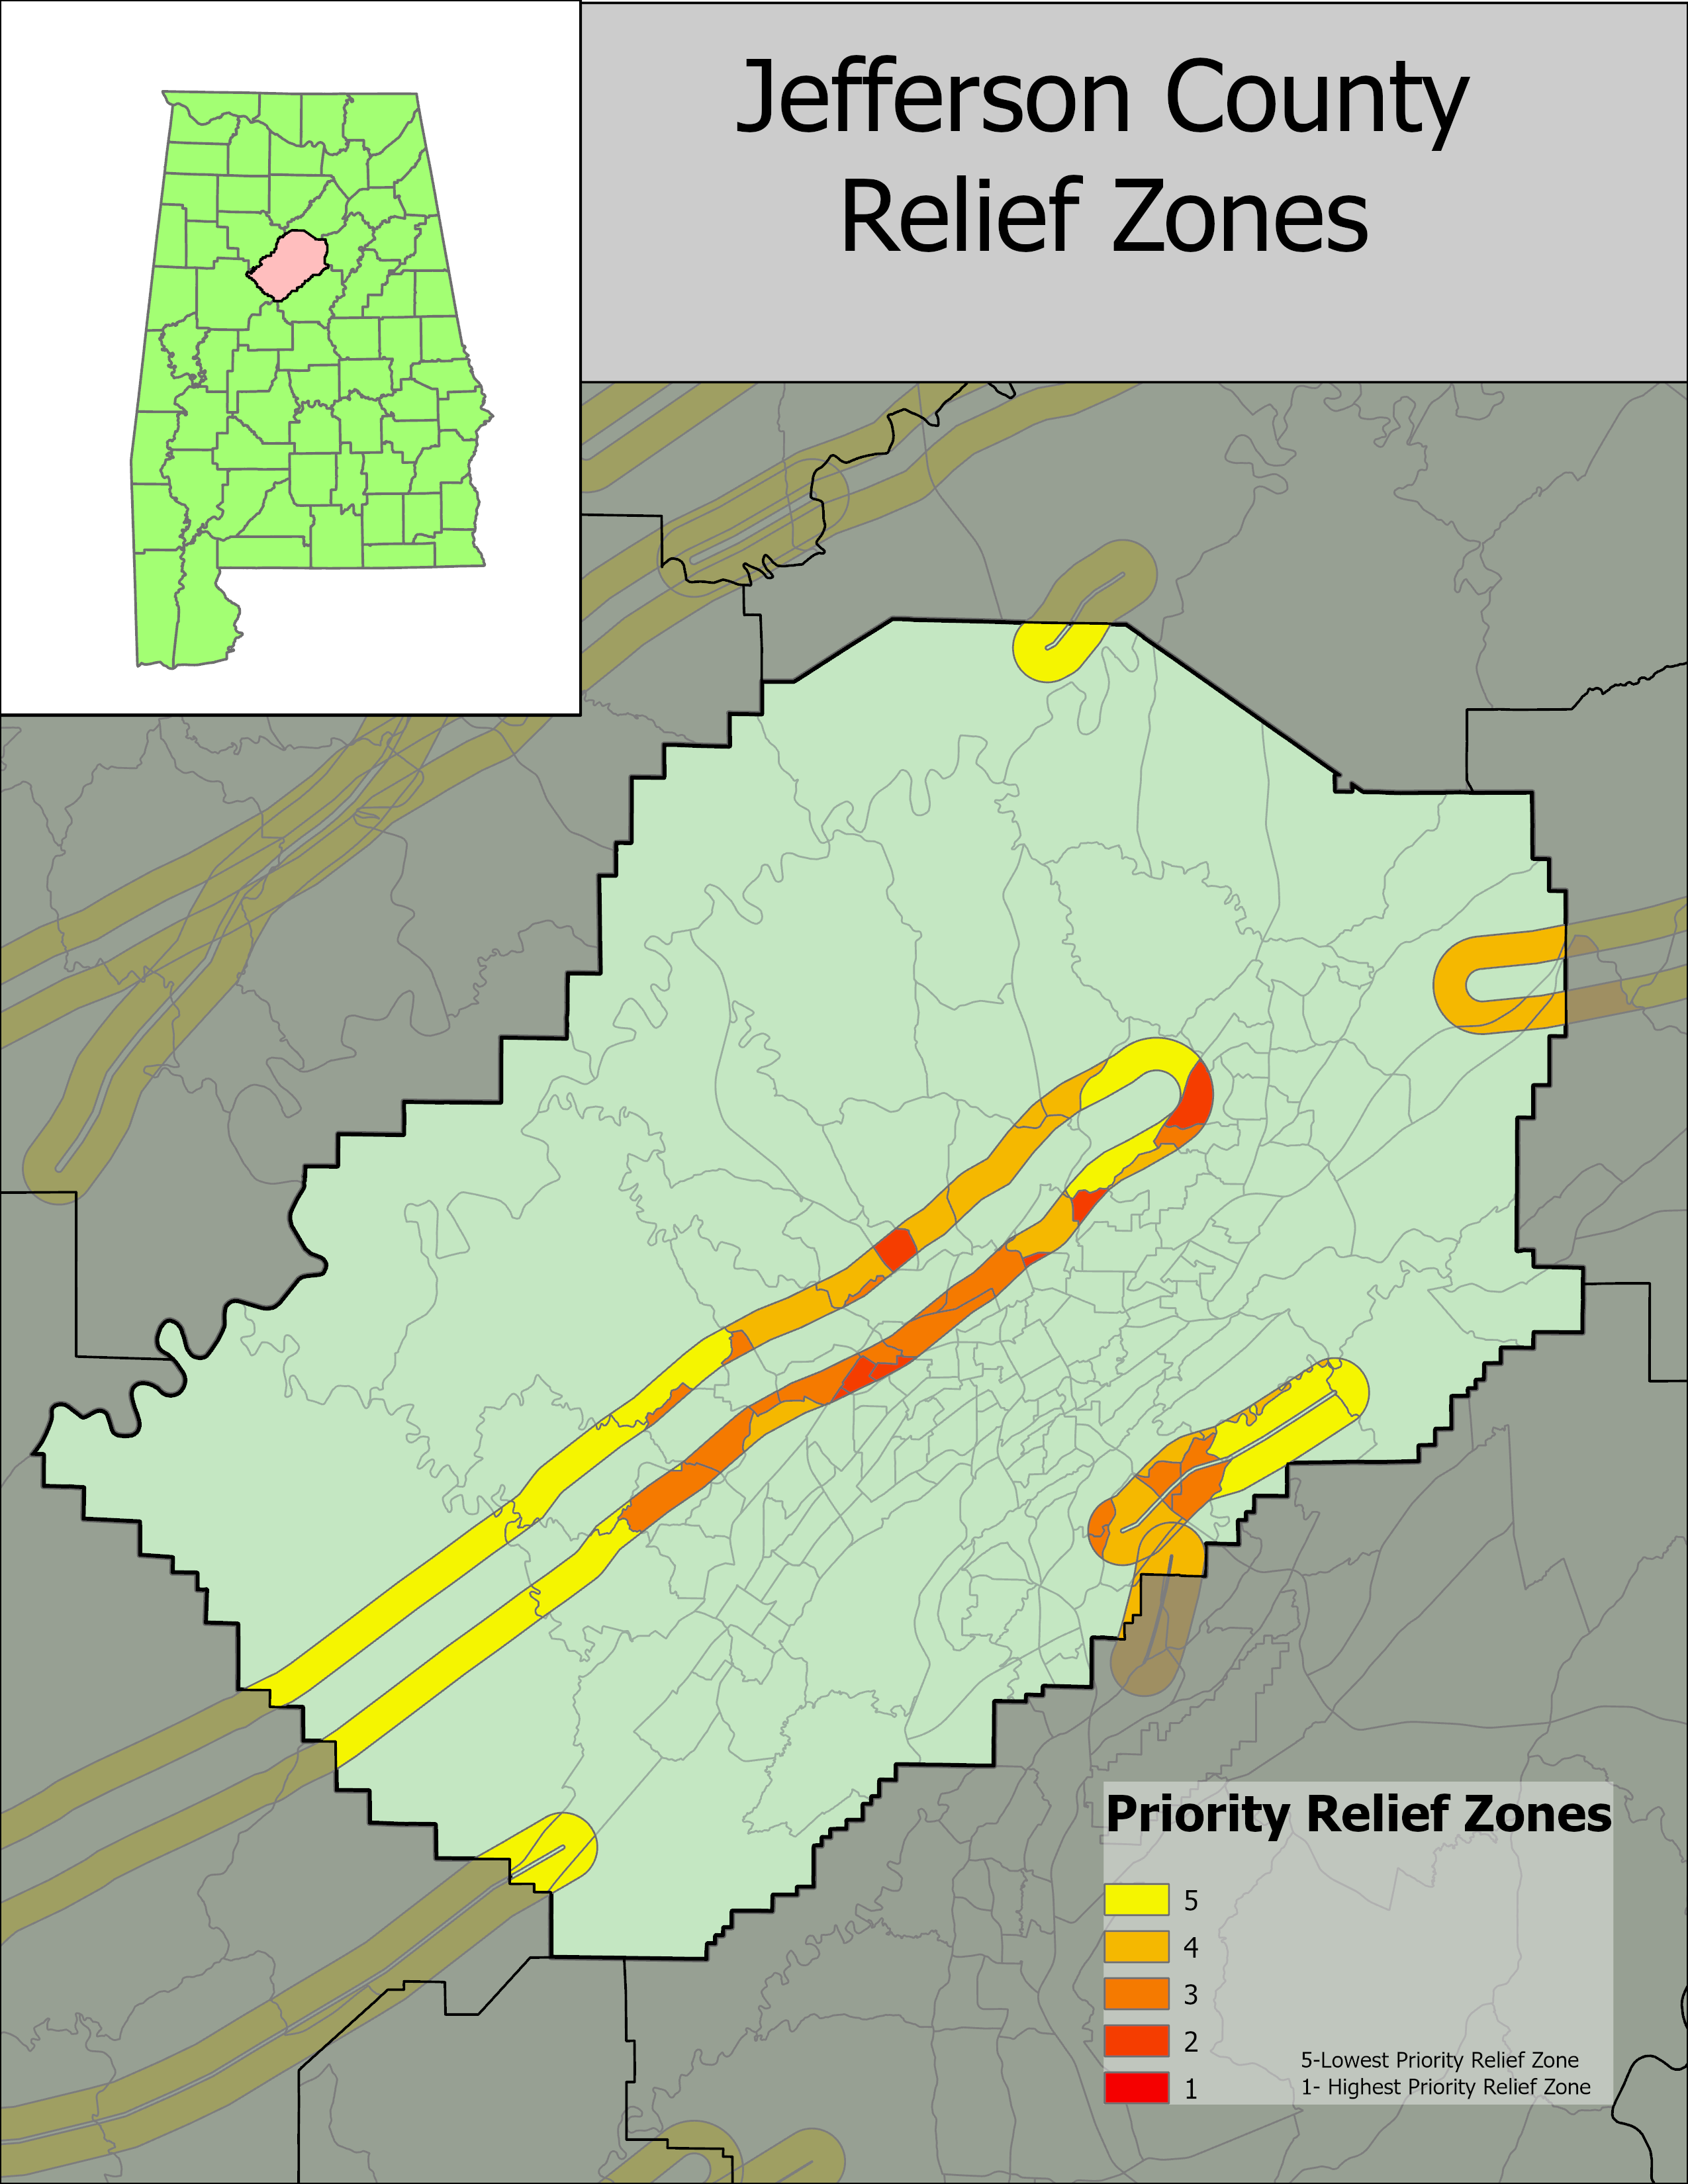 Jefferson County
Relief Zones
Priority Relief Zones
5
4
3
2
1
5-Lowest Priority Relief Zone
1- Highest Priority Relief Zone